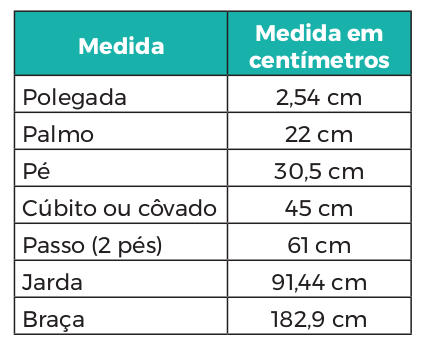 Medida
Medida em
centímetros
Polegada 2,54 cm
Palmo 22 cm
Pé 30,5 cm
Cúbito ou côvado 45 cm
Passo (2 pés) 61 cm
Jarda 91,44 cm
Braça 182,9 cm